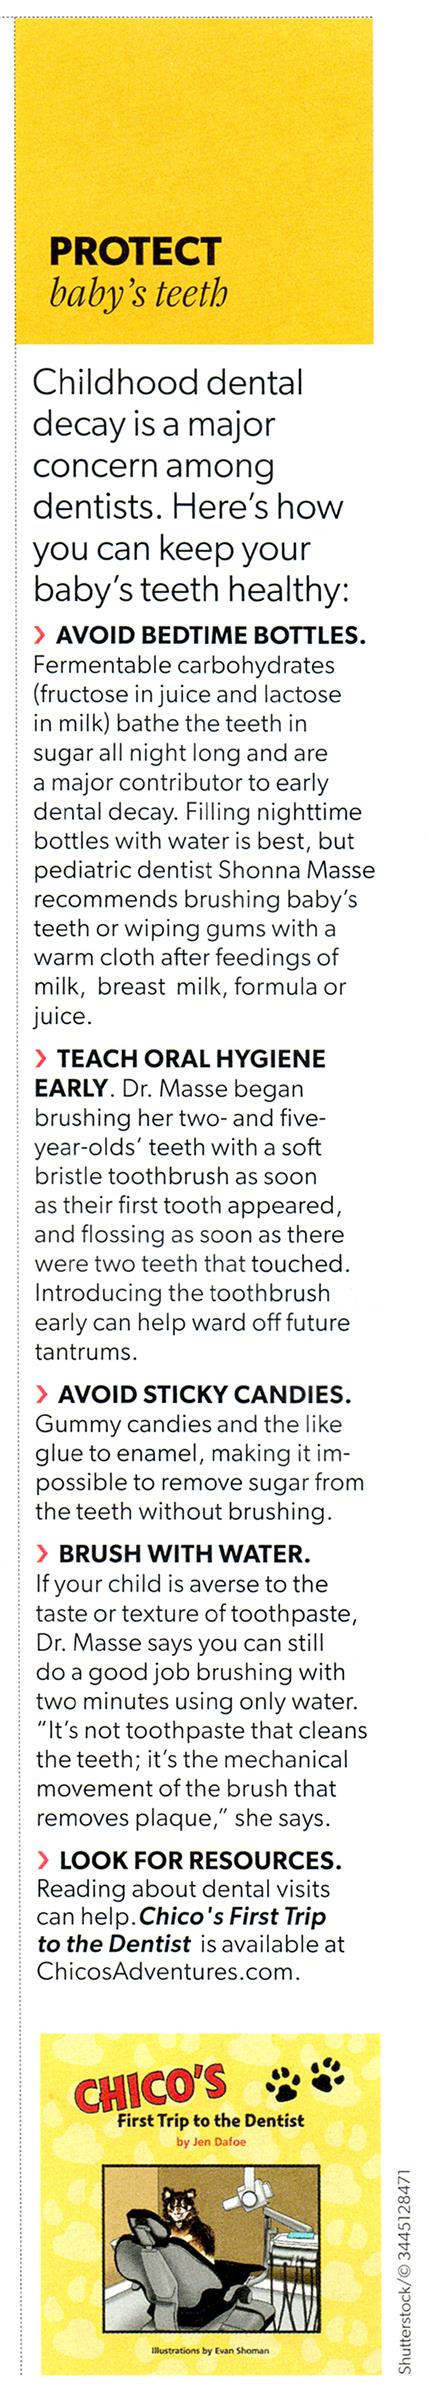 PROTECT
baby's teeth
Childhood dental
decay is a major
concern among
dentists. Here's how
you can keep your
baby's teeth healthy:
❯ AVOID BEDTIME BOTTLES.
Fermentable carbohydrates
(fructose in juice and lactose
in milk) bathe the teeth in
sugar all night long and are
a major contributor to early
dental decay. Filling nighttime
bottles with water is best, but
pediatric dentist Shonna Masse
recommends brushing baby's
teeth or wiping gums with a
warm cloth after feedings of
milk, breast milk, formula or
juice.
❯ TEACH ORAL HYGIENE
EARLY. Dr. Masse began
brushing her two- and five-
year-olds' teeth with a soft
bristle toothbrush as soon
as their first tooth appeared,
and flossing as soon as there
were two teeth that touched.
Introducing the toothbrush
early can help ward off future
tantrums.
❯ AVOID STICKY CANDIES.
Gummy candies and the like
glue to enamel, making it im-
possible to remove sugar from
the teeth without brushing.
❯ BRUSH WITH WATER.
If your child is averse to the
taste or texture of toothpaste,
Dr. Masse says you can still
do a good job brushing with
two minutes using only water.
"It's not toothpaste that cleans
the teeth; it's the mechanical
movement of the brush that
removes plaque," she says.
❯ LOOK FOR RESOURCES.
Reading about dental visits
can help. Chico's First Trip
to the Dentist is available at
ChicosAdventures.com.
CHICO'S
First Trip to the Dentist
by Jen Dafoe
Illustrations by Evan Shoman
Shutterstock/© 3445128471